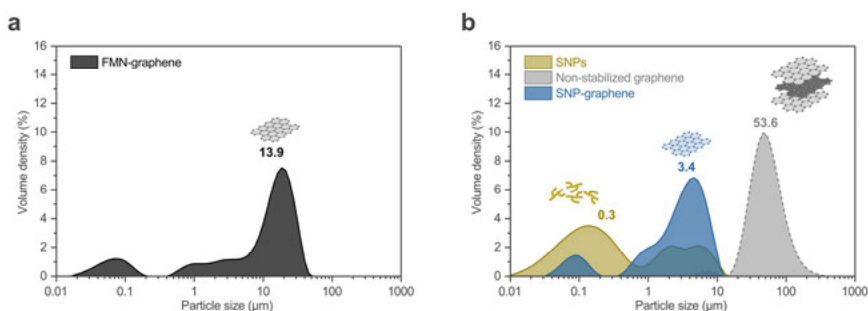 a
16
14
12
10
8
6
4
2
0
Volume density (%)
FMN-graphene
13.9
0.01 0.1 1 10 100 1000
Particle size (µm)
b
16
14
12
10
8
6
4
2
0
Volume density (%)
SNPs
Non-stabilized graphene
SNP-graphene
53.6
3.4
0.3
0.01 0.1 1 10 100 1000
Particle size (µm)